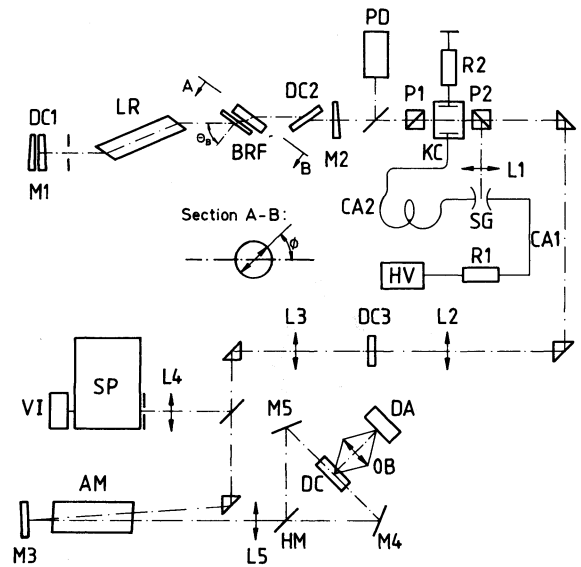 PD
A
R2
DC1
LR
DC2
P1
P2
M1
ΘB
BRF
B
M2
KC
L1
CA2
SG
CA1
Section A-B:
ϕ
HV
R1
L3
DC3
L2
SP
L4
VI
M5
DA
DC
OB
AM
M3
L5
HM
M4